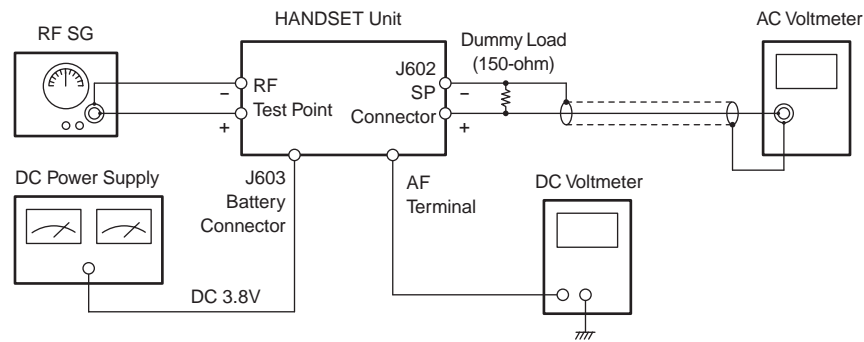 HANDSET Unit
AC Voltmeter
RF SG
Dummy Load
(150-ohm)
J602
–
RF
SP
–
Test Point
Connector
+
+
DC Power Supply
J603
Battery
Connector
AF
Terminal
DC Voltmeter
DC 3.8V